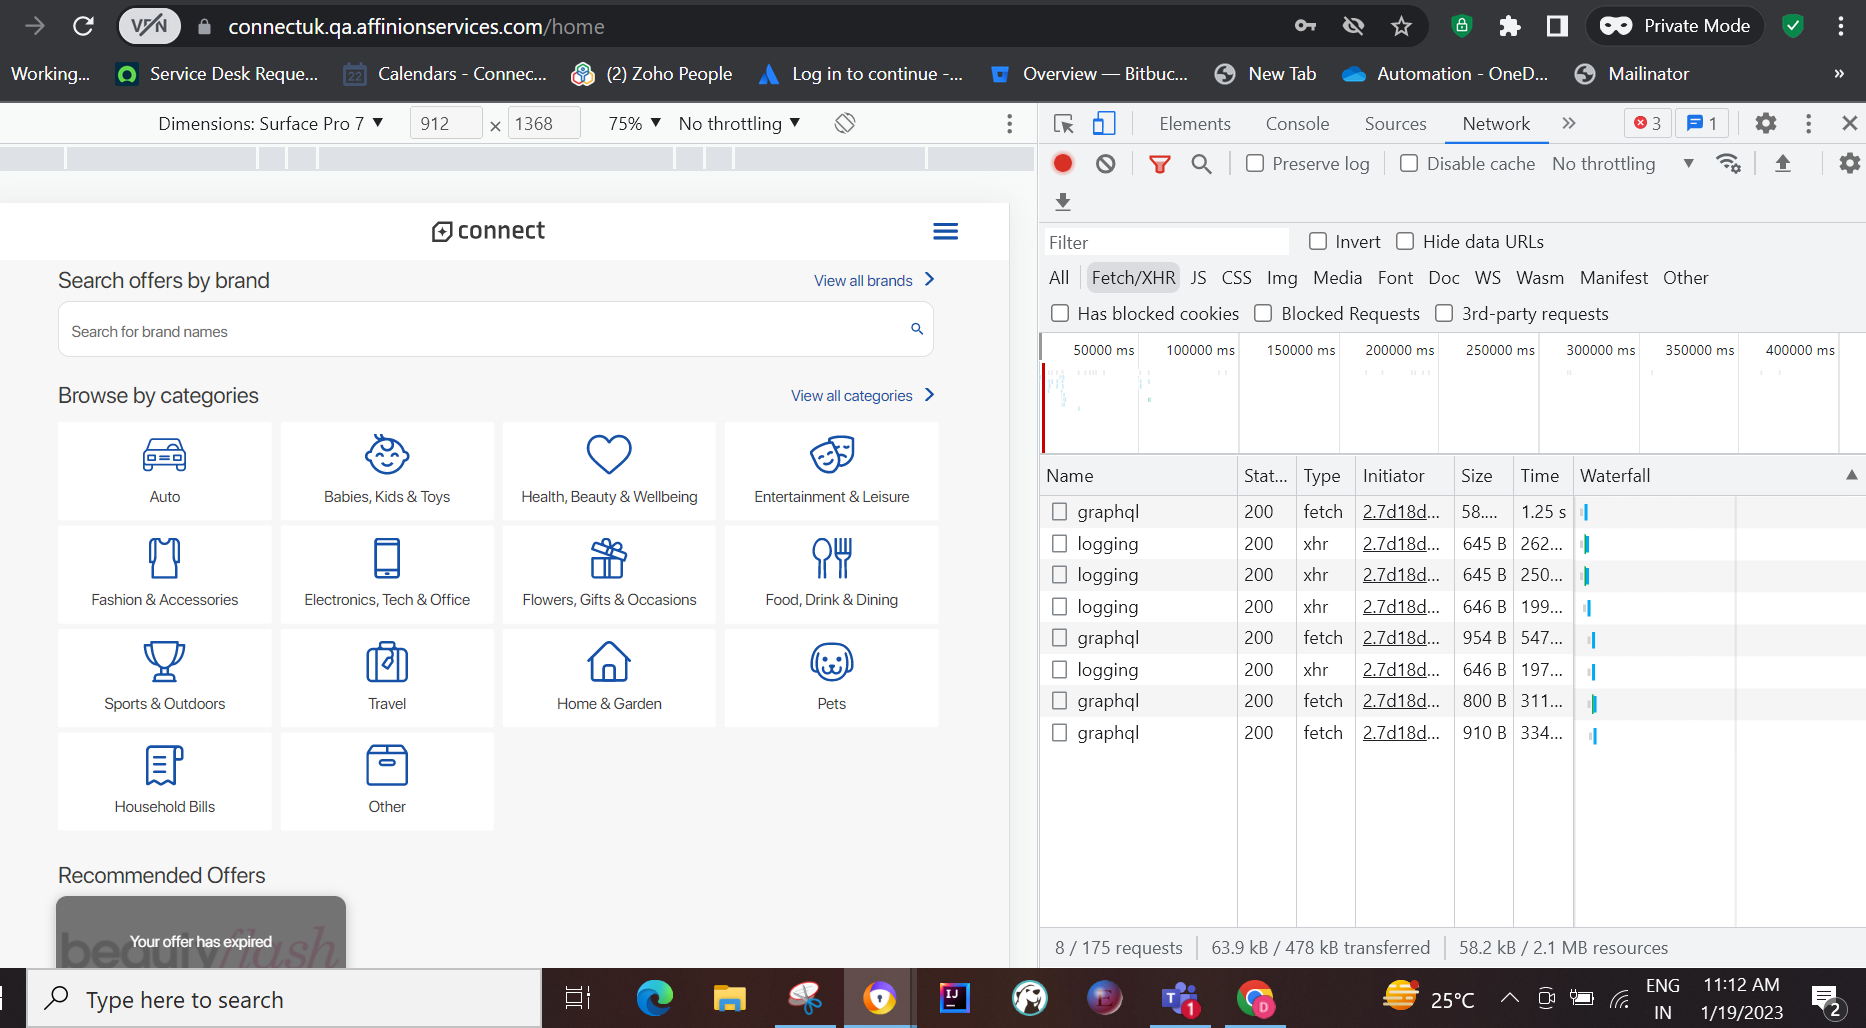 VPN
connectuk.qa.affinionservices.com/home
Private Mode
Working...
Service Desk Reque...
22
Calendars - Connec...
(2) Zoho People
Log in to continue -...
Overview — Bitbuc...
New Tab
Automation - OneD...
Mailinator
»
Dimensions: Surface Pro 7
912
×
1368
75%
No throttling
Elements
Console
Sources
Network
»
3
1
Preserve log
Disable cache
No throttling
connect
Search offers by brand
View all brands
Search for brand names
Browse by categories
View all categories
Auto
Babies, Kids & Toys
Health, Beauty & Wellbeing
Entertainment & Leisure
Fashion & Accessories
Electronics, Tech & Office
Flowers, Gifts & Occasions
Food, Drink & Dining
Sports & Outdoors
Travel
Home & Garden
Pets
Household Bills
Other
Recommended Offers
Your offer has expired
beautyflash
Filter
Invert
Hide data URLs
All
Fetch/XHR
JS
CSS
Img
Media
Font
Doc
WS
Wasm
Manifest
Other
Has blocked cookies
Blocked Requests
3rd-party requests
50000 ms
100000 ms
150000 ms
200000 ms
250000 ms
300000 ms
350000 ms
400000 ms
Name Stat... Type Initiator Size Time Waterfall
graphql 200 fetch 2.7d18d... 58.... 1.25 s
logging 200 xhr 2.7d18d... 645 B 262...
logging 200 xhr 2.7d18d... 645 B 250...
logging 200 xhr 2.7d18d... 646 B 199...
graphql 200 fetch 2.7d18d... 954 B 547...
logging 200 xhr 2.7d18d... 646 B 197...
graphql 200 fetch 2.7d18d... 800 B 311...
graphql 200 fetch 2.7d18d... 910 B 334...
8 / 175 requests
63.9 kB / 478 kB transferred
58.2 kB / 2.1 MB resources
Type here to search
IJ
E
T
1
D
25°C
ENG
IN
11:12 AM
1/19/2023
2